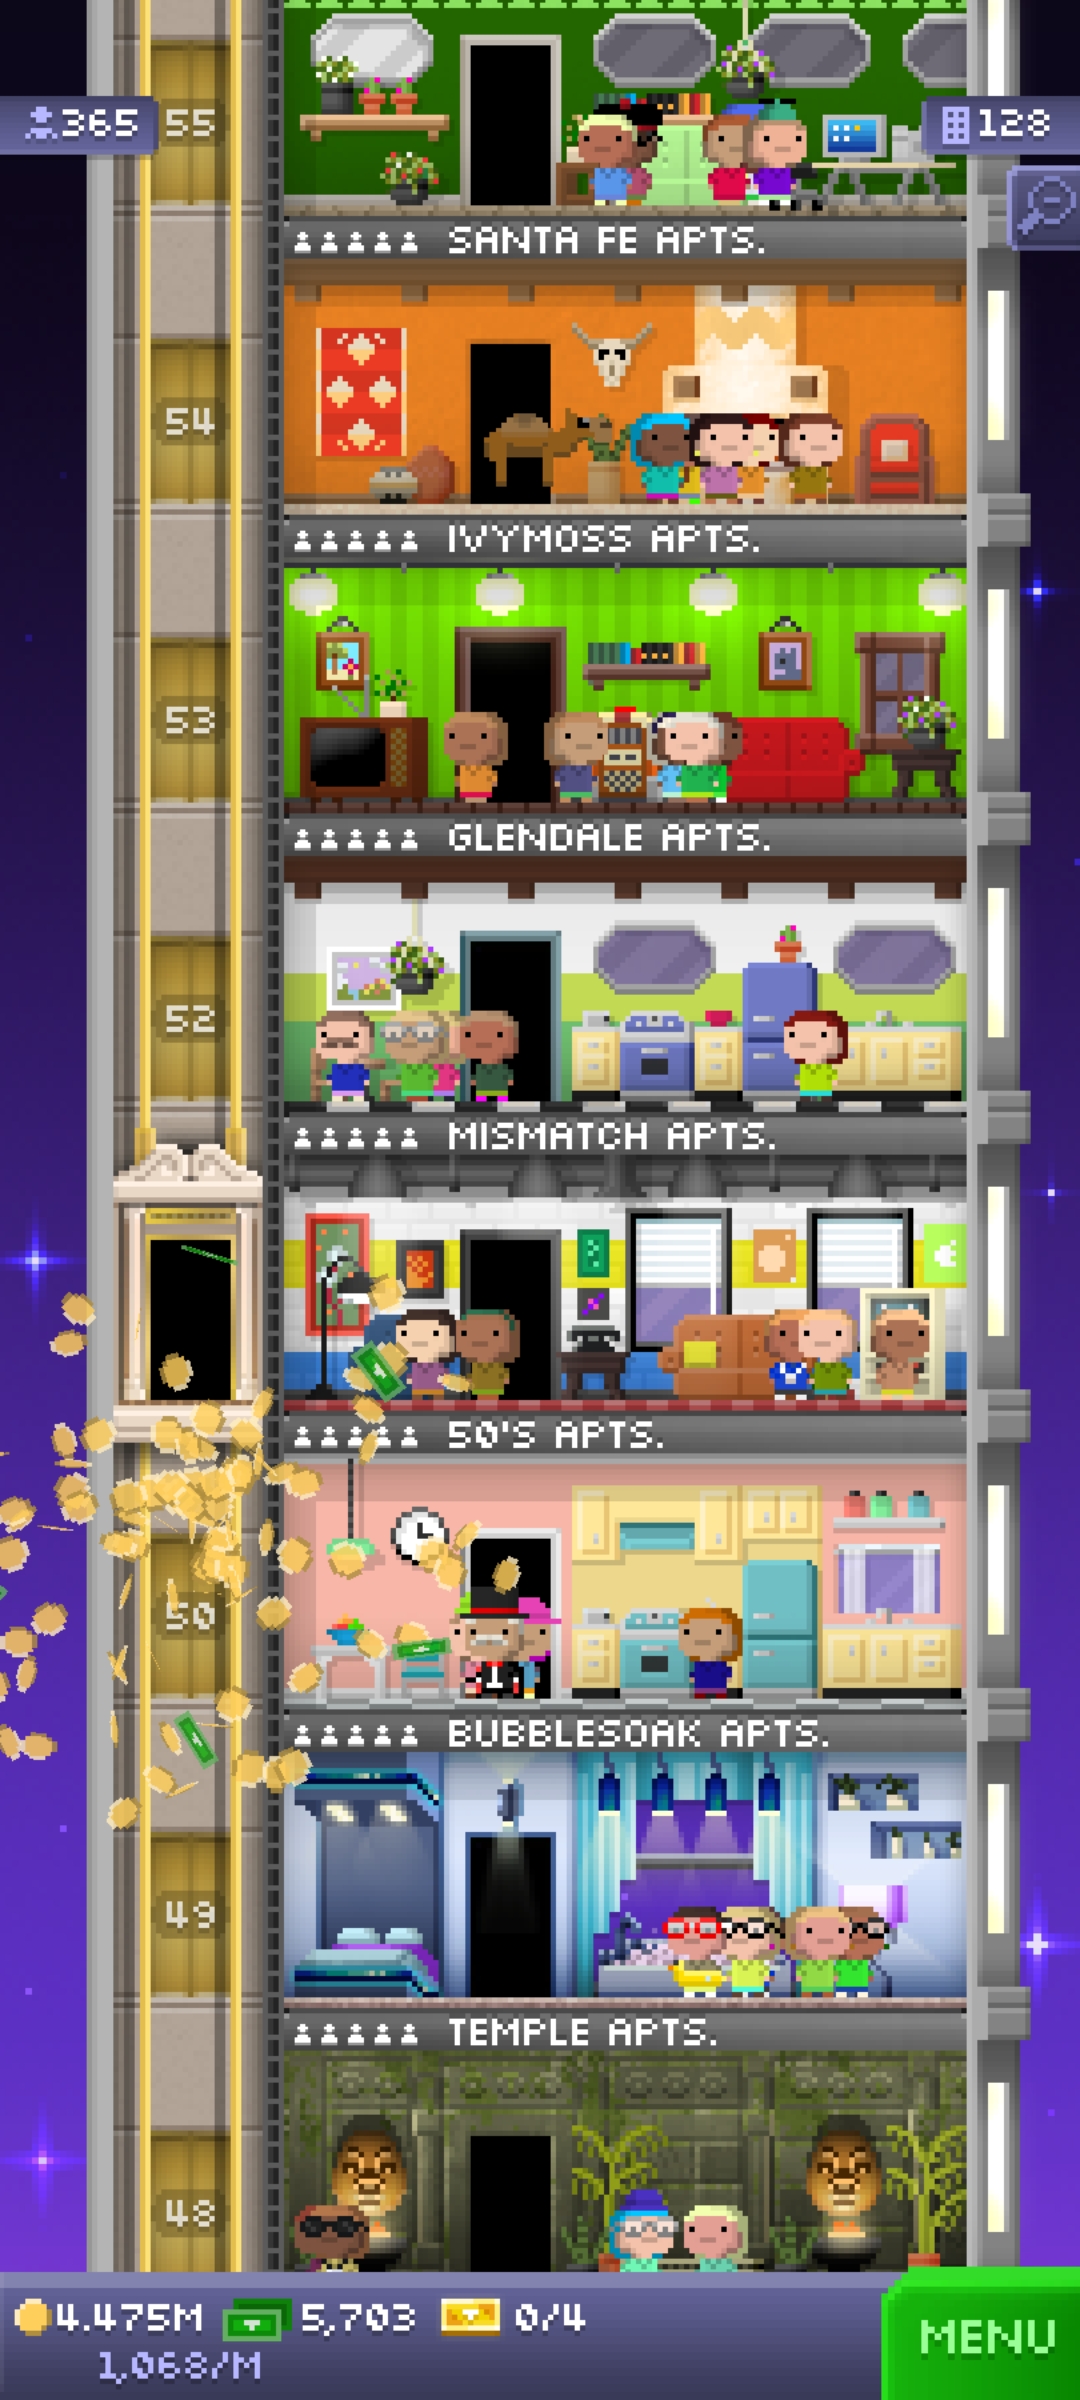 365
55
128
SANTA FE APTS.
54
IVYMOSS APTS.
53
GLENDALE APTS.
52
MISMATCH APTS.
50'S APTS.
50
BUBBLESOAK APTS.
49
TEMPLE APTS.
48
4.475M 5,703 0/4
1,068/M
MENU